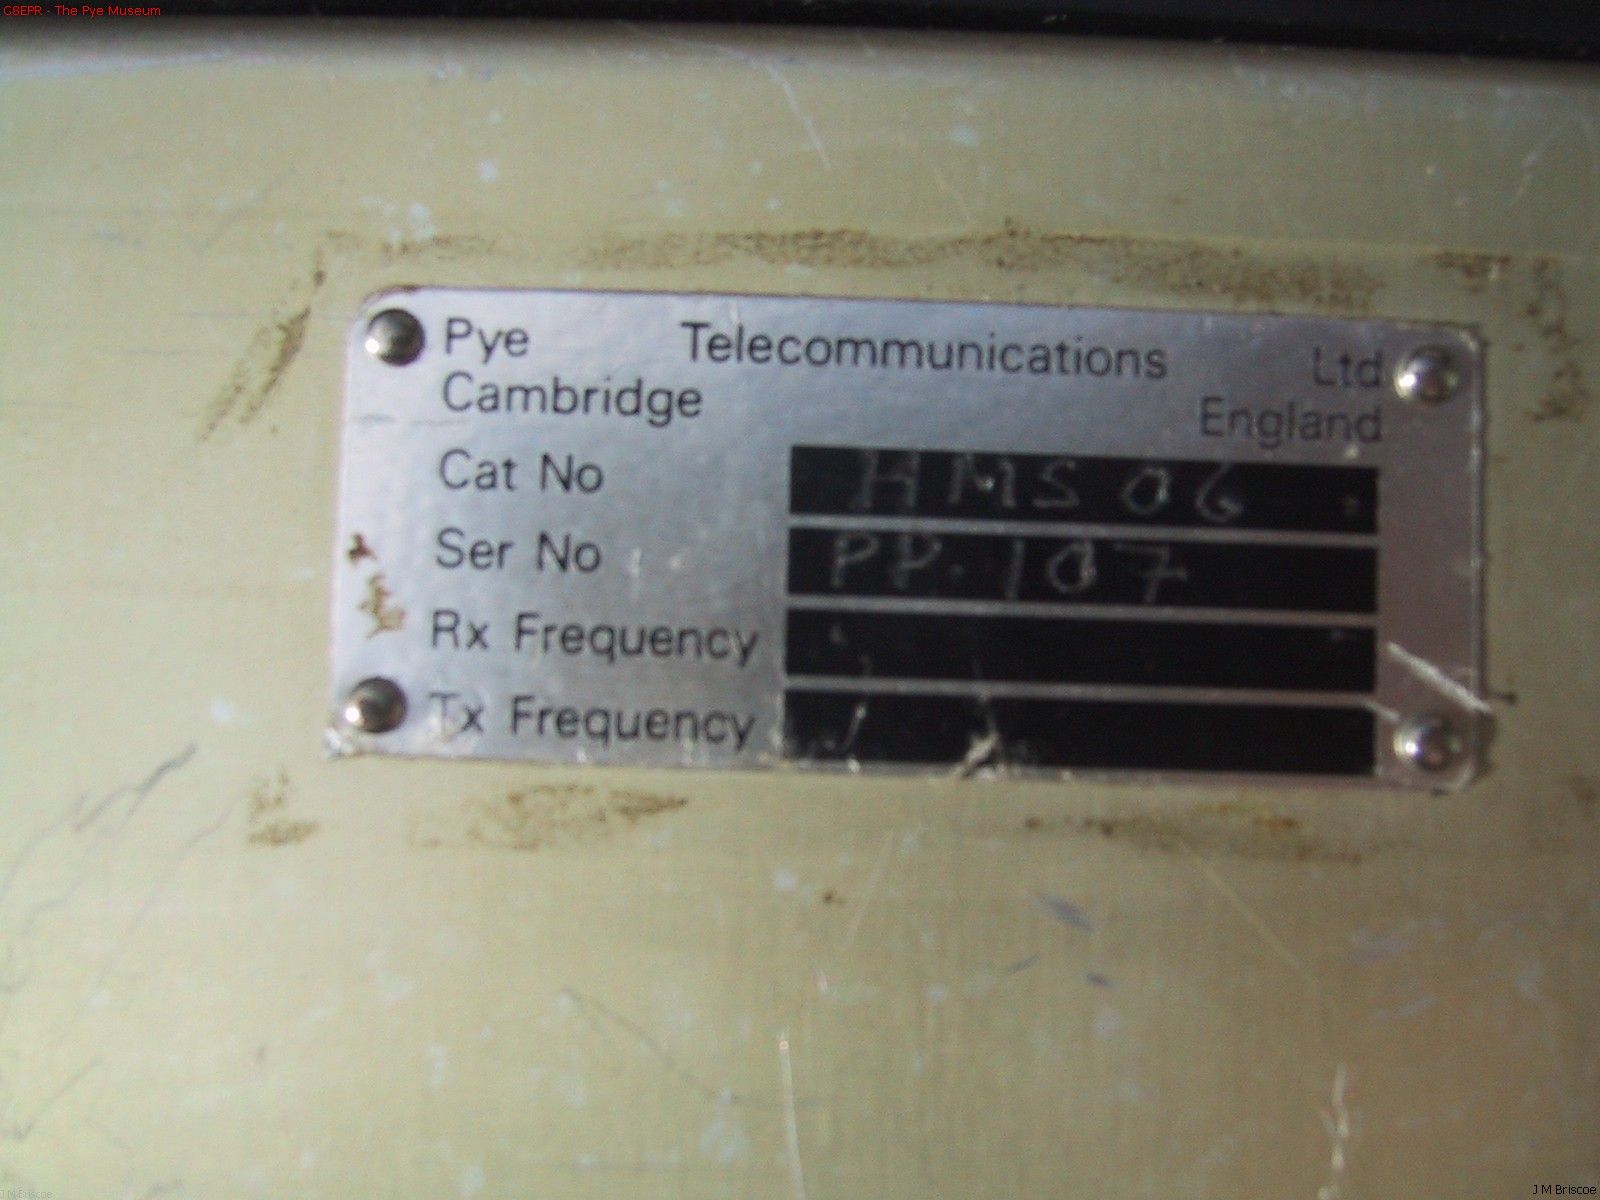 G8EPR - The Pye Museum
Pye Telecommunications Ltd
Cambridge England
Cat No HMS 06
Ser No PP.107
Rx Frequency
Tx Frequency
J M Briscoe
J M Briscoe